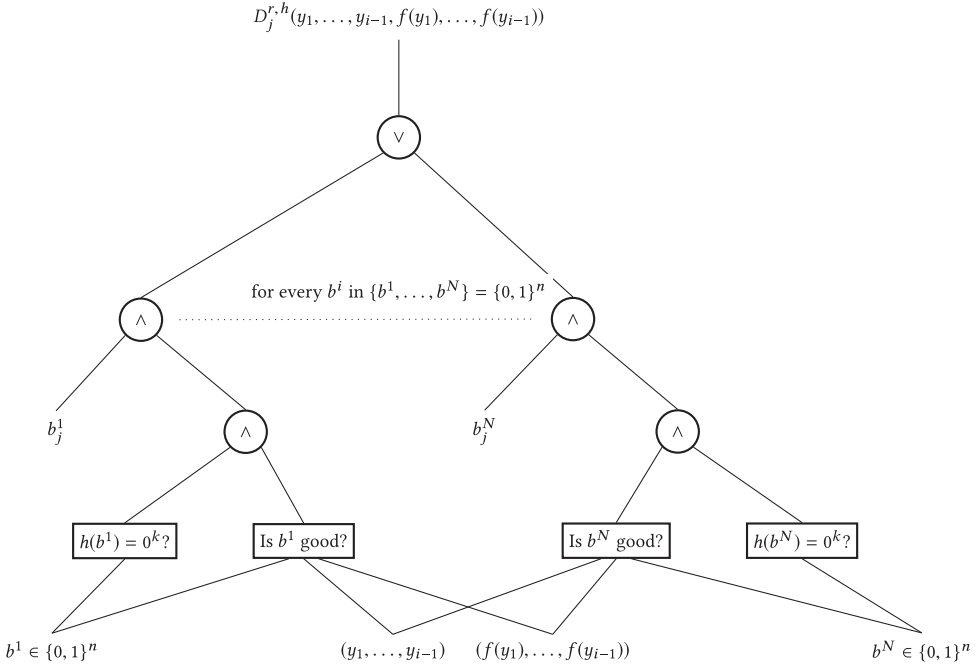 D_j^{r,h}(y_1, ..., y_{i−1}, f(y_1), ..., f(y_{i−1}))
∨
for every b^i in {b^1, ..., b^N} = {0, 1}^n
∧ ∧
b_j^1 b_j^N
∧ ∧
h(b^1) = 0^k? Is b^1 good? Is b^N good? h(b^N) = 0^k?
b^1 ∈ {0, 1}^n (y_1, ..., y_{i−1}) (f(y_1), ..., f(y_{i−1})) b^N ∈ {0, 1}^n